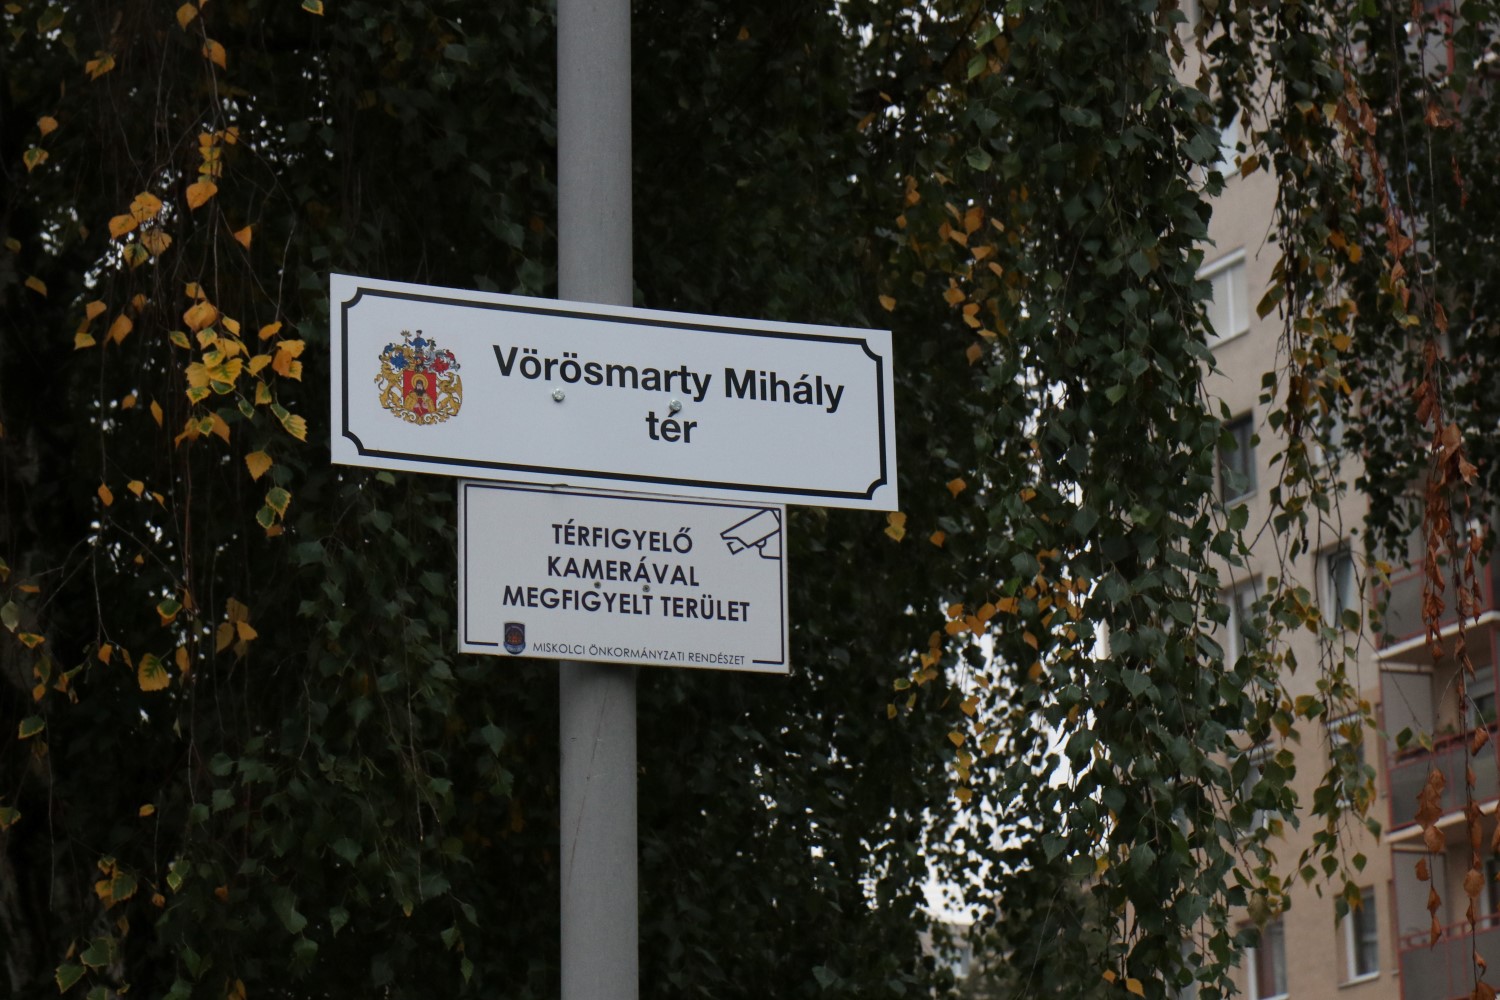 Vörösmarty Mihály
tér
TÉRFIGYELŐ
KAMERÁVAL
MEGFIGYELT TERÜLET
MISKOLCI ÖNKORMÁNYZATI RENDÉSZET